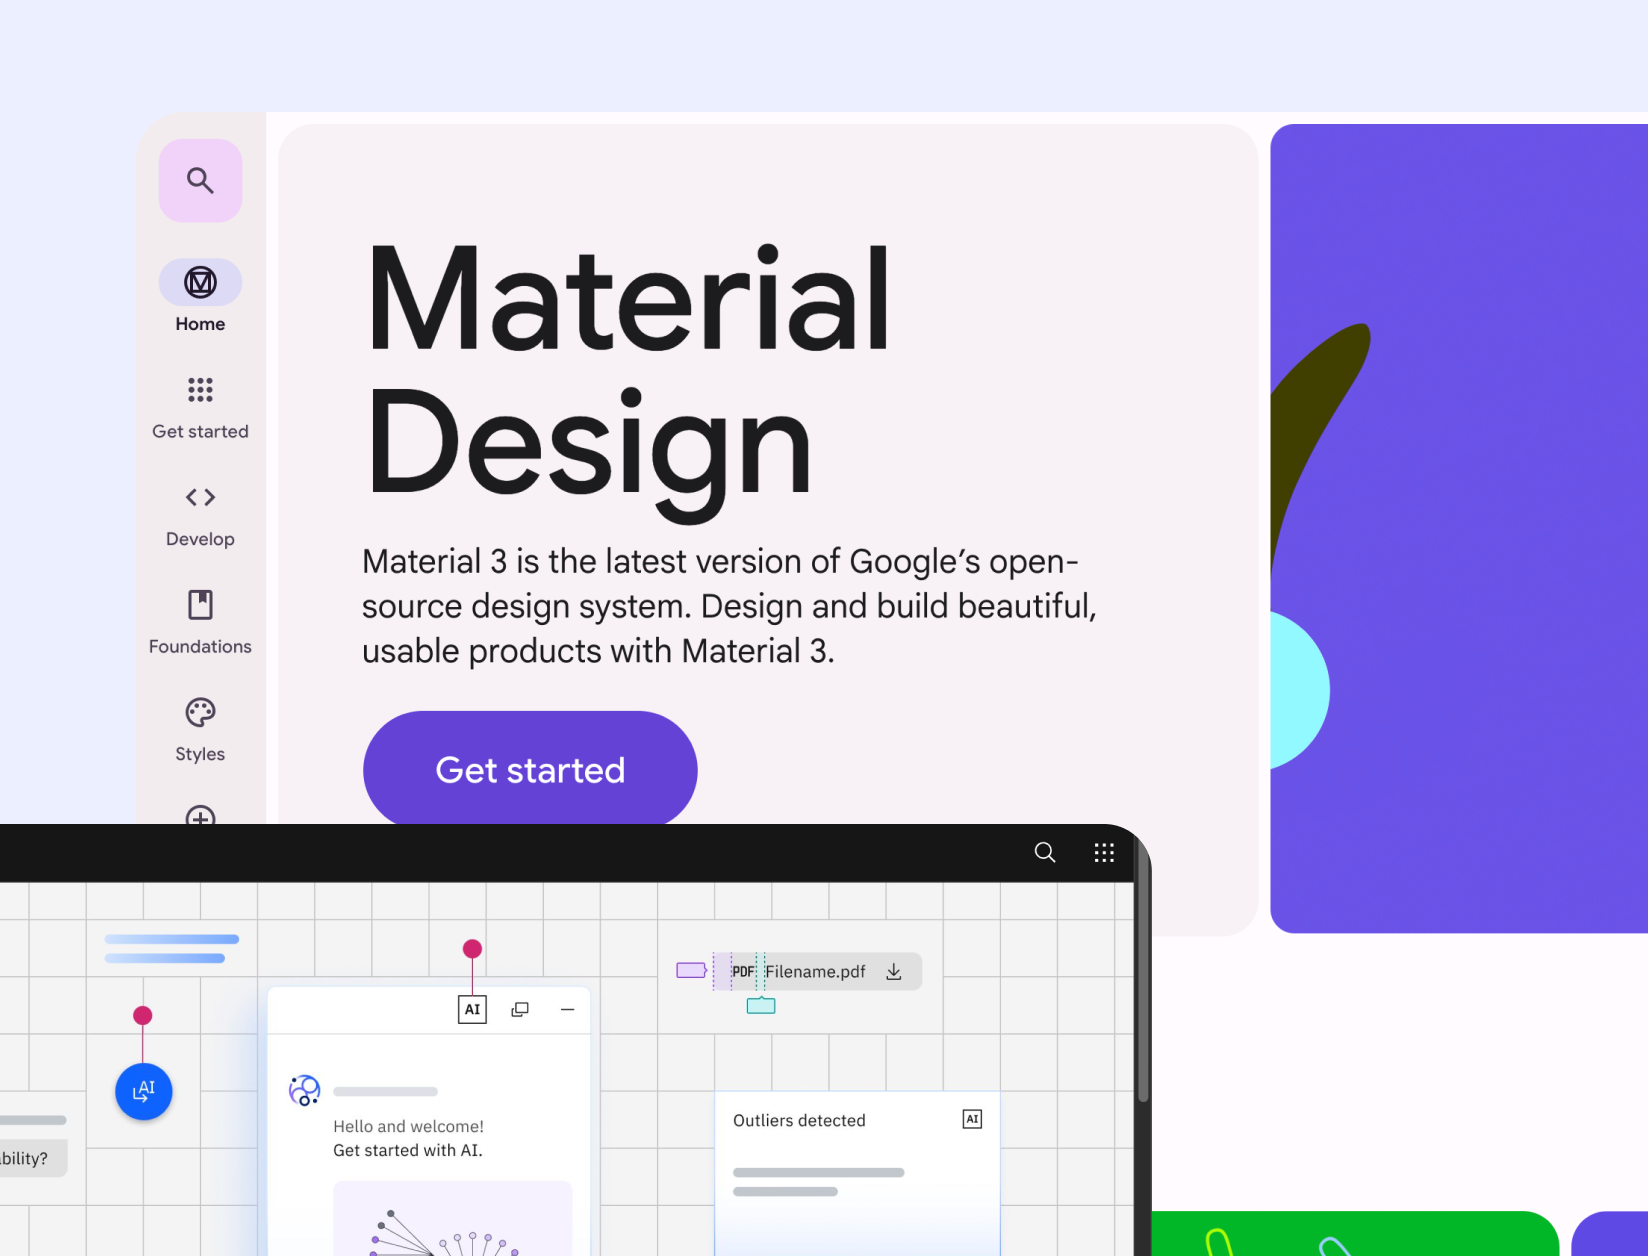 Home
Get started
Develop
Foundations
Styles
Material
Design
Material 3 is the latest version of Google’s open-
source design system. Design and build beautiful,
usable products with Material 3.
Get started
AI
AI
Hello and welcome!
Get started with AI.
PDF Filename.pdf
Outliers detected
AI
bility?